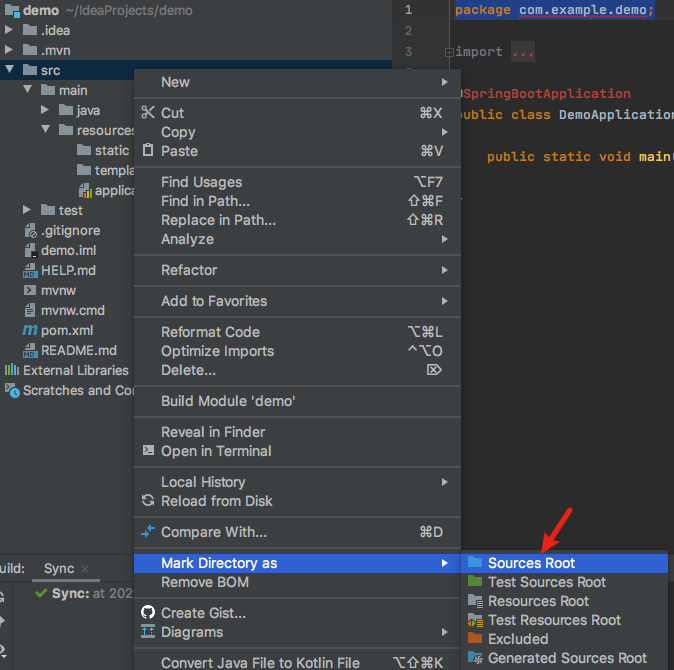 demo ~/IdeaProjects/demo
.idea
.mvn
src
main
java
resources
static
templa
applica
test
.gitignore
demo.iml
HELP.md
mvnw
mvnw.cmd
pom.xml
README.md
External Libraries
Scratches and Co
1 package com.example.demo;
2
3 import ...
@SpringBootApplication
public class DemoApplication
public static void main(
New
Cut ⌘X
Copy
Paste ⌘V
Find Usages ⌥F7
Find in Path... ⇧⌘F
Replace in Path... ⇧⌘R
Analyze
Refactor
Add to Favorites
Reformat Code ⌥⌘L
Optimize Imports ^⌥O
Delete... ⌦
Build Module 'demo'
Reveal in Finder
Open in Terminal
Local History
Reload from Disk
Compare With... ⌘D
Mark Directory as
Remove BOM
Create Gist...
Diagrams
Convert Java File to Kotlin File ⌥⇧⌘K
Sources Root
Test Sources Root
Resources Root
Test Resources Root
Excluded
Generated Sources Root
uild: Sync ×
Sync: at 202